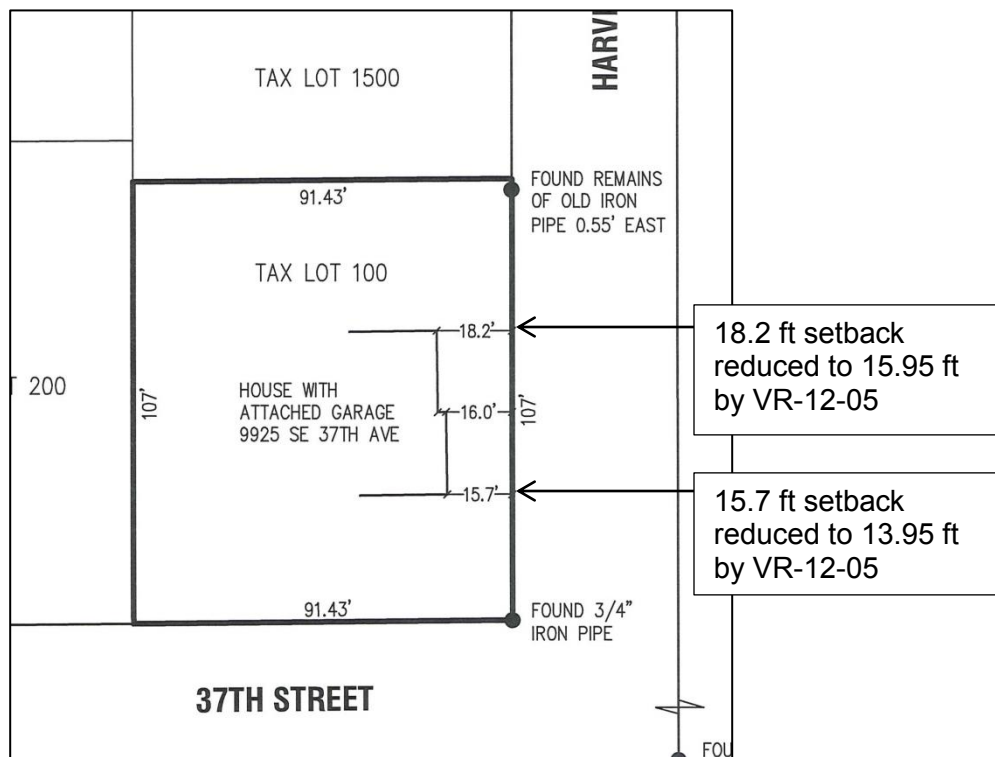 HARV
TAX LOT 1500
FOUND REMAINS
OF OLD IRON
PIPE 0.55' EAST
91.43'
TAX LOT 100
18.2'
18.2 ft setback
reduced to 15.95 ft
by VR-12-05
T 200
107'
HOUSE WITH
ATTACHED GARAGE
9925 SE 37TH AVE
16.0'
107'
15.7'
15.7 ft setback
reduced to 13.95 ft
by VR-12-05
91.43'
FOUND 3/4"
IRON PIPE
37TH STREET
FOU